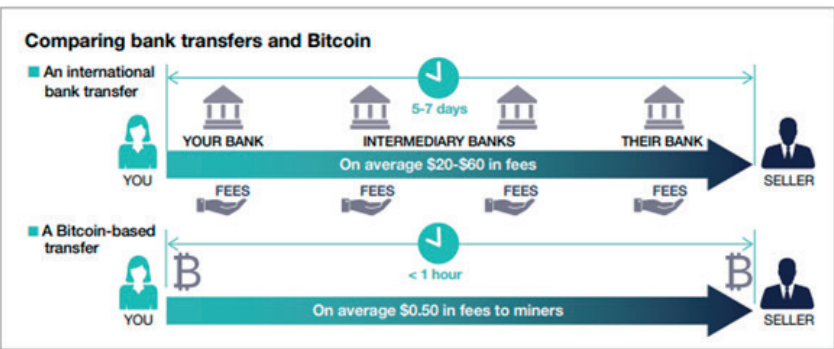 Comparing bank transfers and Bitcoin
An international
bank transfer
5-7 days
YOUR BANK
INTERMEDIARY BANKS
THEIR BANK
On average $20-$60 in fees
YOU
SELLER
FEES
FEES
FEES
FEES
A Bitcoin-based
transfer
< 1 hour
On average $0.50 in fees to miners
YOU
SELLER